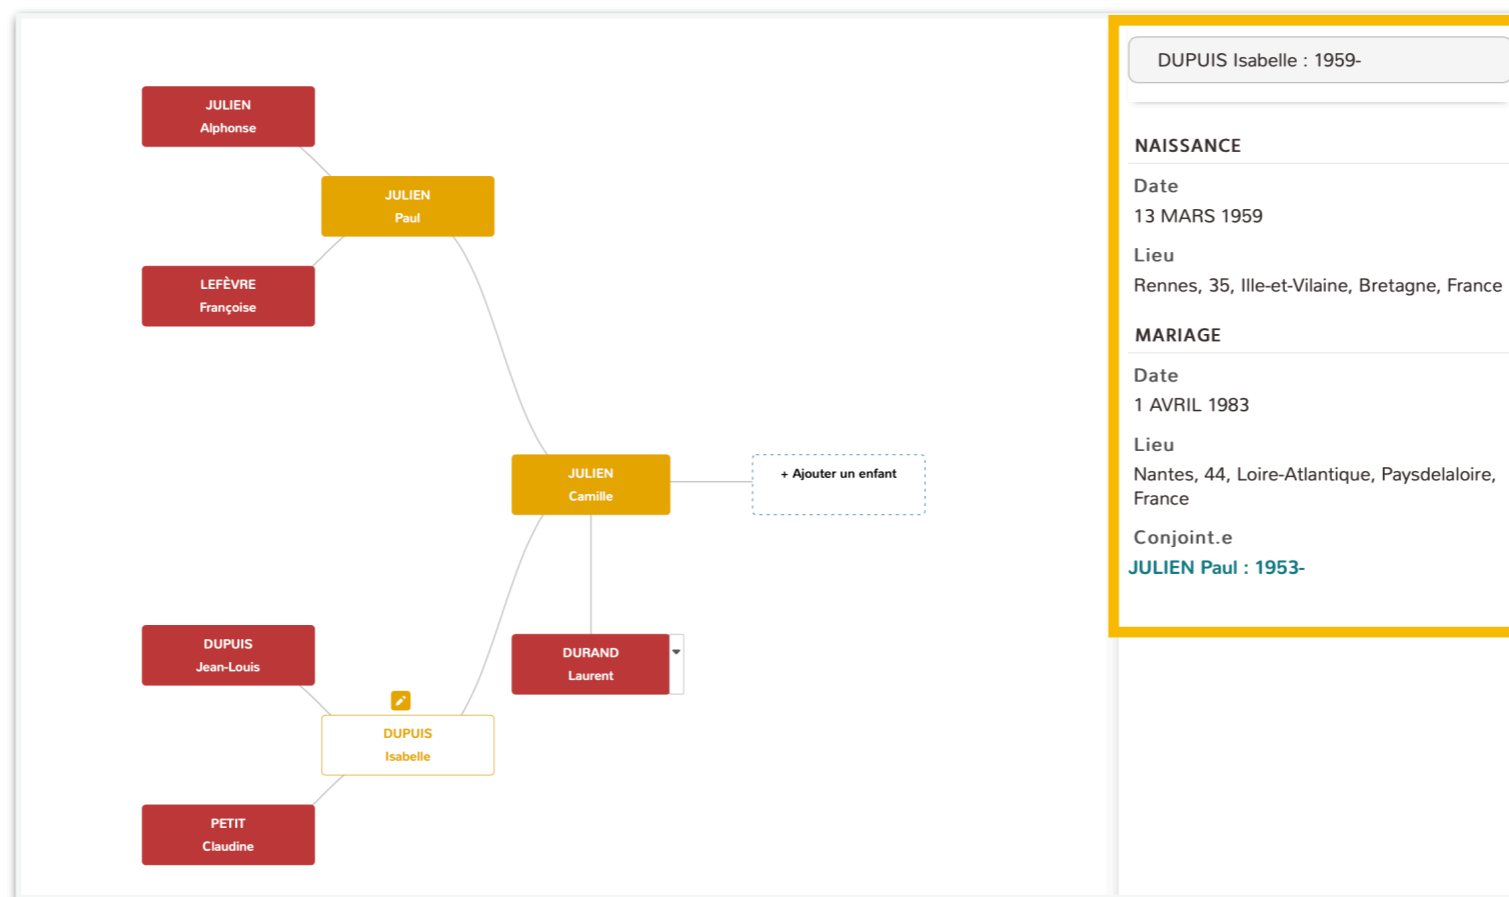 JULIEN
Alphonse
JULIEN
Paul
LEFÈVRE
Françoise
JULIEN
Camille
+ Ajouter un enfant
DUPUIS
Jean-Louis
DURAND
Laurent
DUPUIS
Isabelle
PETIT
Claudine
DUPUIS Isabelle : 1959-
NAISSANCE
Date
13 MARS 1959
Lieu
Rennes, 35, Ille-et-Vilaine, Bretagne, France
MARIAGE
Date
1 AVRIL 1983
Lieu
Nantes, 44, Loire-Atlantique, Paysdelaloire,
France
Conjoint.e
JULIEN Paul : 1953-